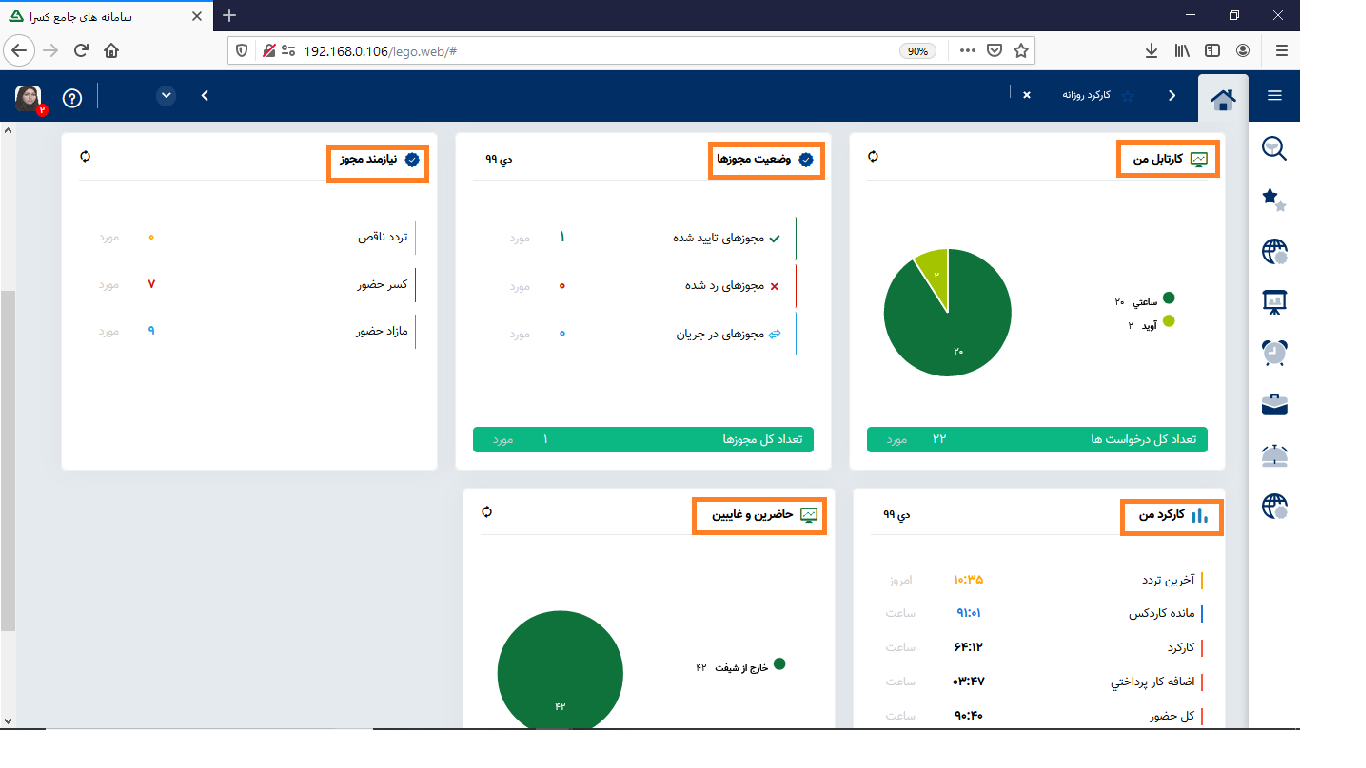 سامانه های جامع کسرا
192.168.0.106/lego.web/#
90%
کارکرد روزانه
۲
کارتابل من
ساعتي ۲۰
آويد ۲
۲
۲۰
تعداد کل درخواست ها ۲۲ مورد
وضعیت مجوزها
دي ۹۹
مجوزهای تایید شده ۱ مورد
مجوزهای رد شده ۰ مورد
مجوزهای در جریان ۰ مورد
تعداد کل مجوزها ۱ مورد
نیازمند مجوز
تردد ناقص ۰ مورد
کسر حضور ۷ مورد
مازاد حضور ۹ مورد
کارکرد من
دي ۹۹
آخرین تردد ۱۰:۳۵ امروز
مانده کاردکس ۹۱:۰۱ ساعت
کارکرد ۶۴:۱۲ ساعت
اضافه کار پرداختي ۰۳:۴۷ ساعت
کل حضور ۹۰:۴۰ ساعت
حاضرین و غایبین
خارج از شیفت ۴۲
۴۲